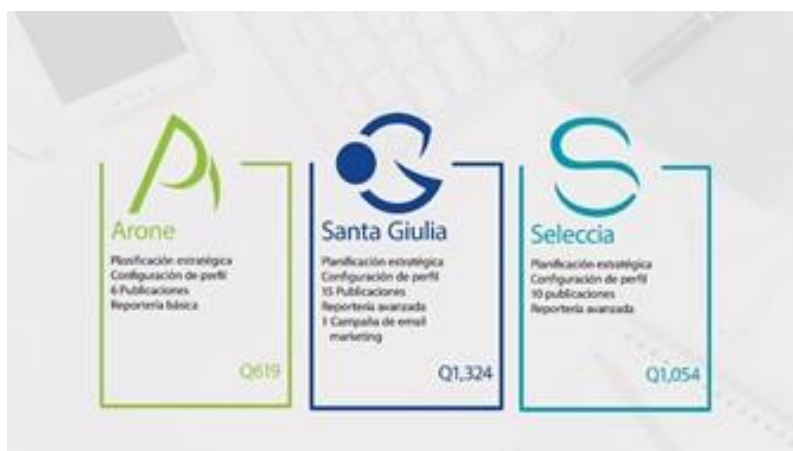 Arone
Planificación estratégica
Configuración de perfil
6 Publicaciones
Reportería básica
Q619
Santa Giulia
Planificación estratégica
Configuración de perfil
15 Publicaciones
Reportería avanzada
1 Campaña de email
marketing
Q1,324
Seleccia
Planificación estratégica
Configuración de perfil
10 publicaciones
Reportería avanzada
Q1,054